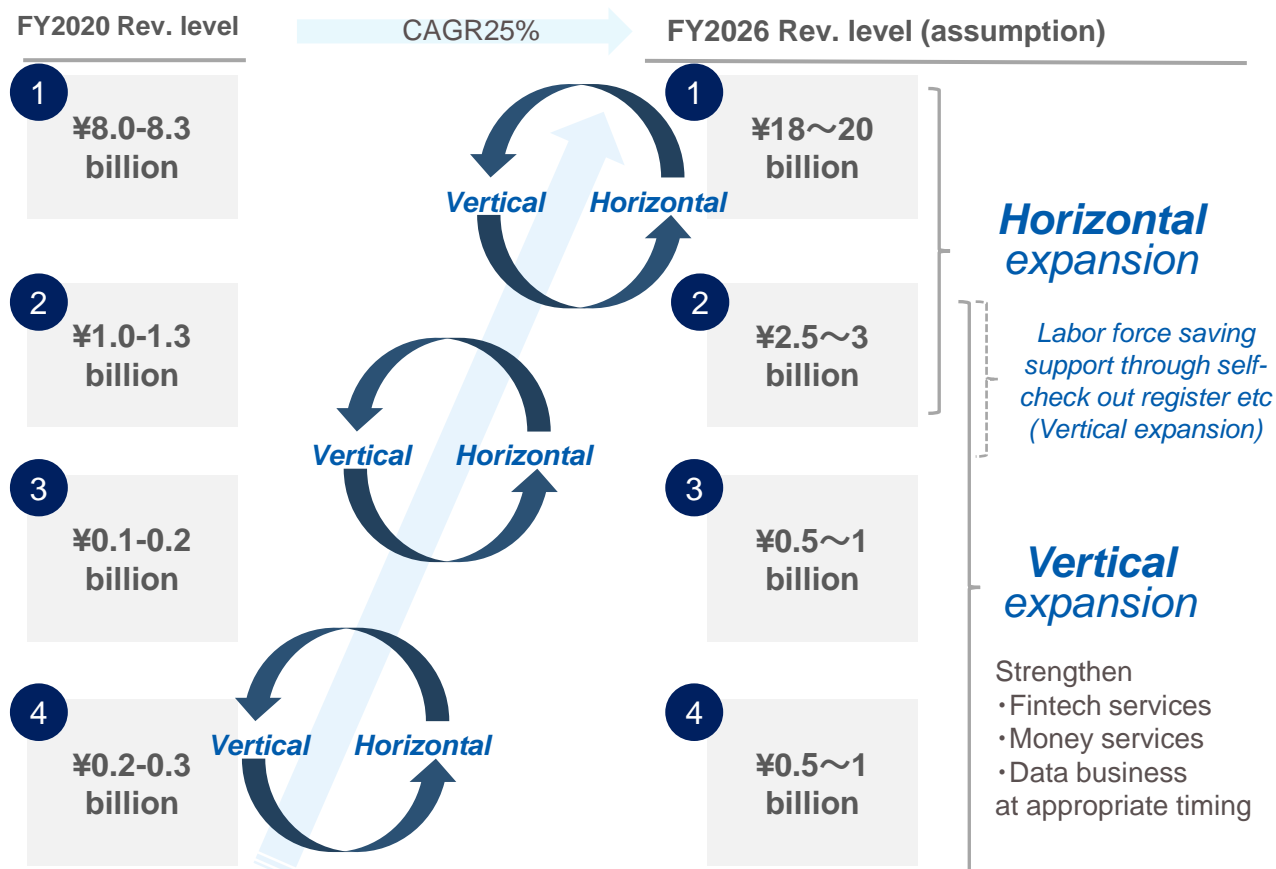 FY2020 Rev. level
CAGR25%
FY2026 Rev. level (assumption)
1
¥8.0-8.3
billion
2
¥1.0-1.3
billion
3
¥0.1-0.2
billion
4
¥0.2-0.3
billion
Vertical Horizontal
Vertical Horizontal
Vertical Horizontal
1
¥18～20
billion
2
¥2.5～3
billion
3
¥0.5～1
billion
4
¥0.5～1
billion
Horizontal
expansion
Labor force saving
support through self-
check out register etc
(Vertical expansion)
Vertical
expansion
Strengthen
・Fintech services
・Money services
・Data business
at appropriate timing